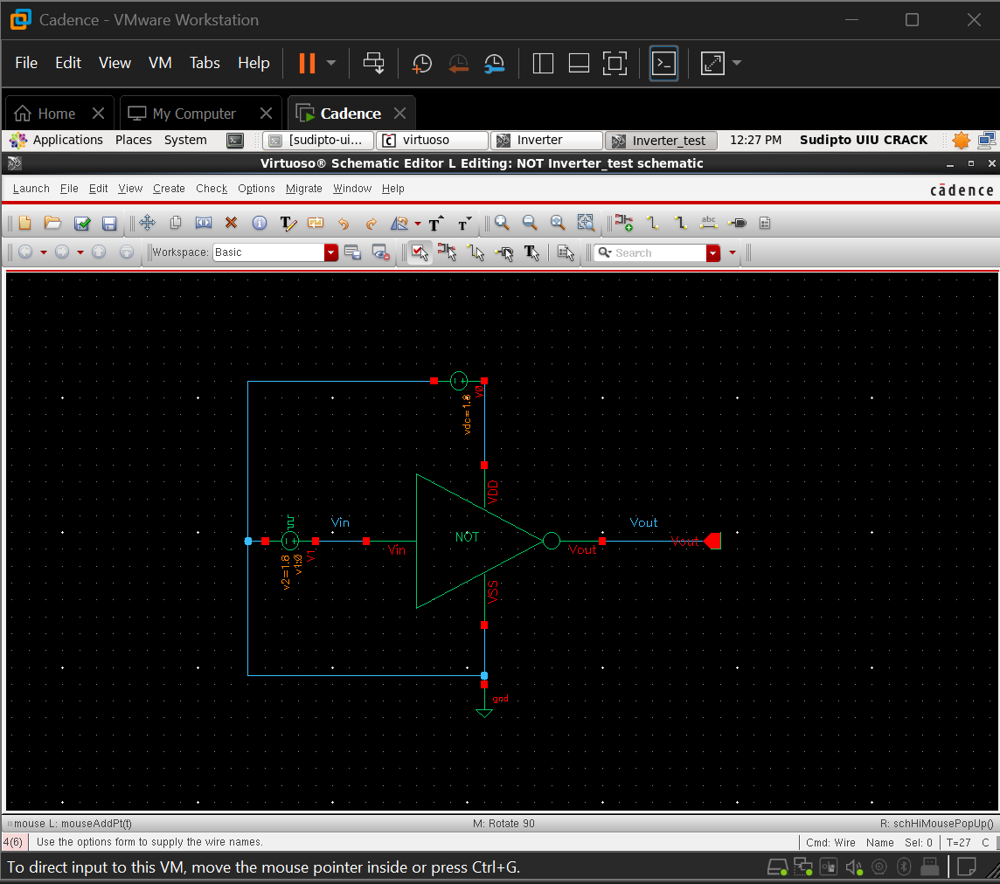 Cadence - VMware Workstation
File Edit View VM Tabs Help
Home My Computer Cadence
Applications Places System [sudipto-ui... virtuoso Inverter Inverter_test 12:27 PM Sudipto UIU CRACK
Virtuoso® Schematic Editor L Editing: NOT Inverter_test schematic
Launch File Edit View Create Check Options Migrate Window Help
cādence
Workspace: Basic Search
V0
vdc=1.8
VDD
Vin NOT Vout
Vin Vout Vout
V1
v1:0
v2=1.8
VSS
gnd
mouse L: mouseAddPt(t) M: Rotate 90 R: schHiMousePopUp()
4(6) Use the options form to supply the wire names. Cmd: Wire Name Sel: 0 T=27 C
To direct input to this VM, move the mouse pointer inside or press Ctrl+G.